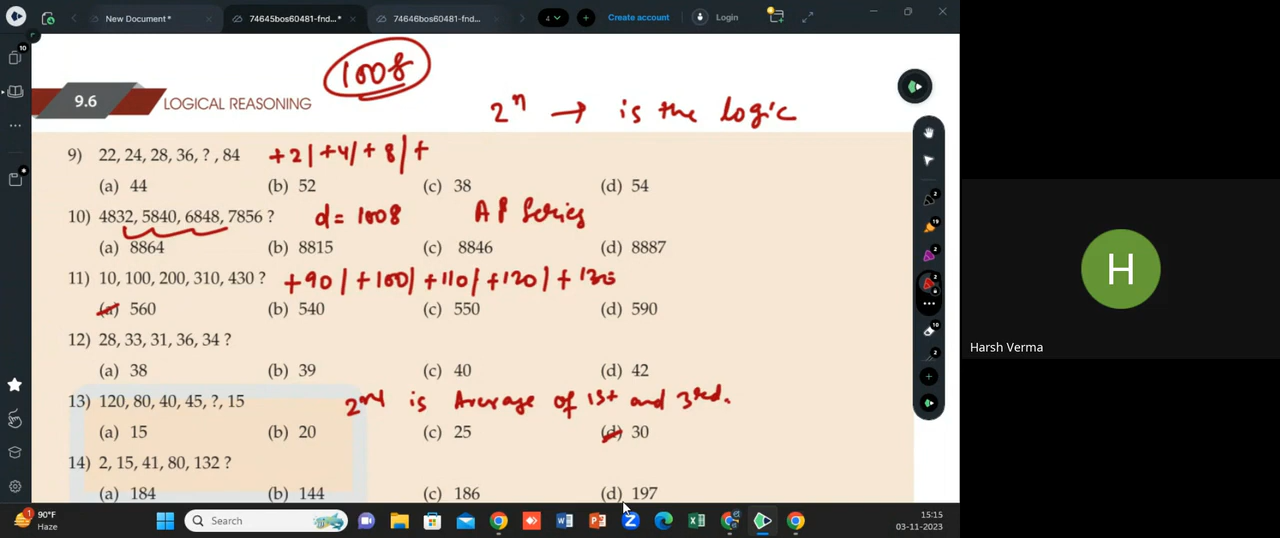 New Document*
74645bos60481-fnd...*
74646bos60481-fnd...
4
Create account
Login
1008
9.6 LOGICAL REASONING
2^n → is the logic
9) 22, 24, 28, 36, ? , 84 +2|+4|+8|+
(a) 44 (b) 52 (c) 38 (d) 54
10) 4832, 5840, 6848, 7856 ? d = 1008 AP Series
(a) 8864 (b) 8815 (c) 8846 (d) 8887
11) 10, 100, 200, 310, 430 ? +90|+100|+110|+120|+130
(a) 560 (b) 540 (c) 550 (d) 590
12) 28, 33, 31, 36, 34 ?
(a) 38 (b) 39 (c) 40 (d) 42
13) 120, 80, 40, 45, ?, 15 2nd is Average of 1st and 3rd.
(a) 15 (b) 20 (c) 25 (d) 30
14) 2, 15, 41, 80, 132 ?
(a) 184 (b) 144 (c) 186 (d) 197
H
Harsh Verma
90°F
Haze
Search
15:15
03-11-2023